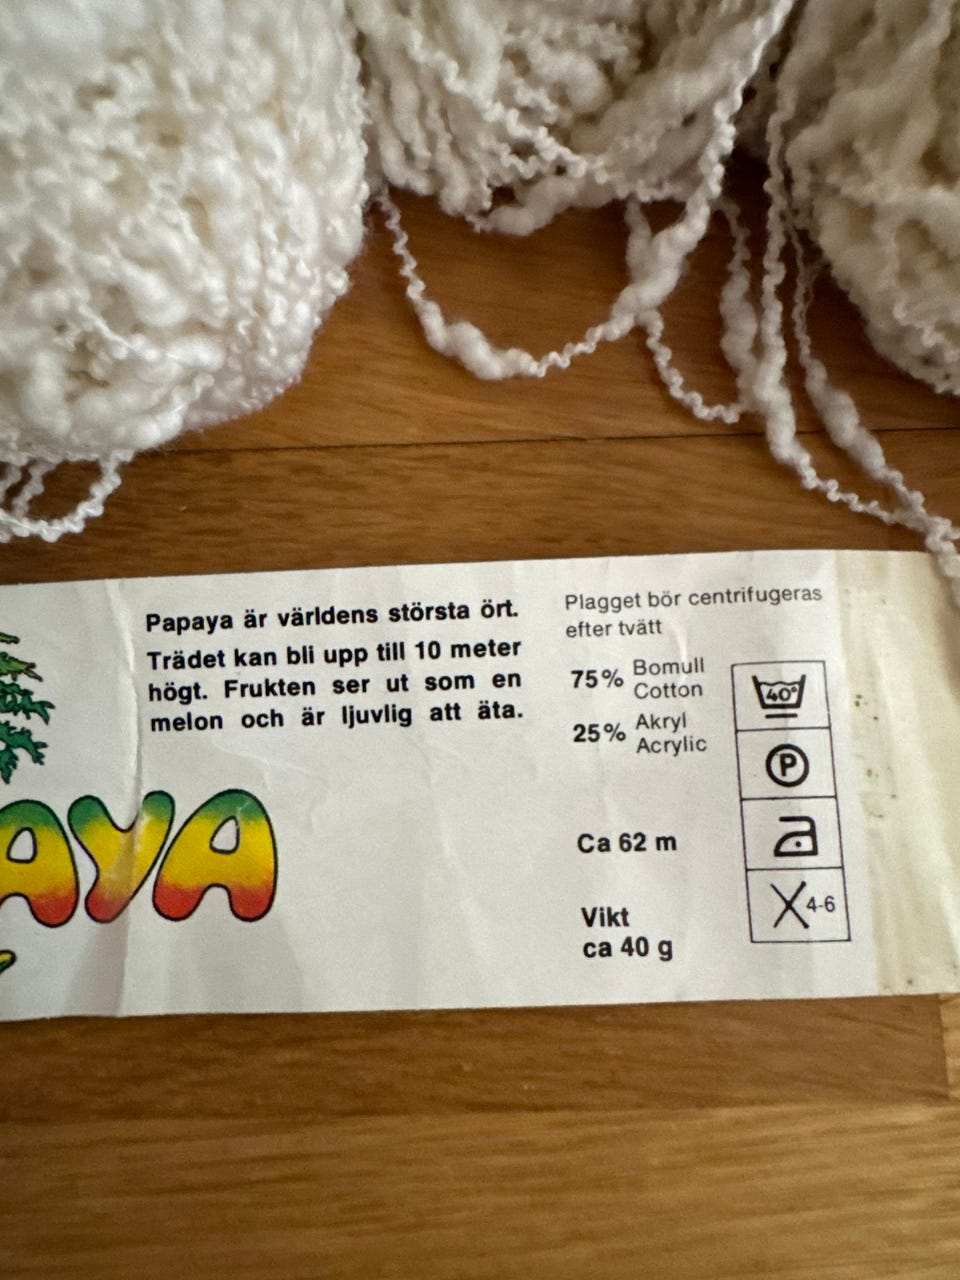 Papaya är världens största ört.
Trädet kan bli upp till 10 meter
högt. Frukten ser ut som en
melon och är ljuvlig att äta.
AYA
Plagget bör centrifugeras
efter tvätt
75% Bomull
Cotton
25% Akryl
Acrylic
Ca 62 m
Vikt
ca 40 g
40°
P
4-6